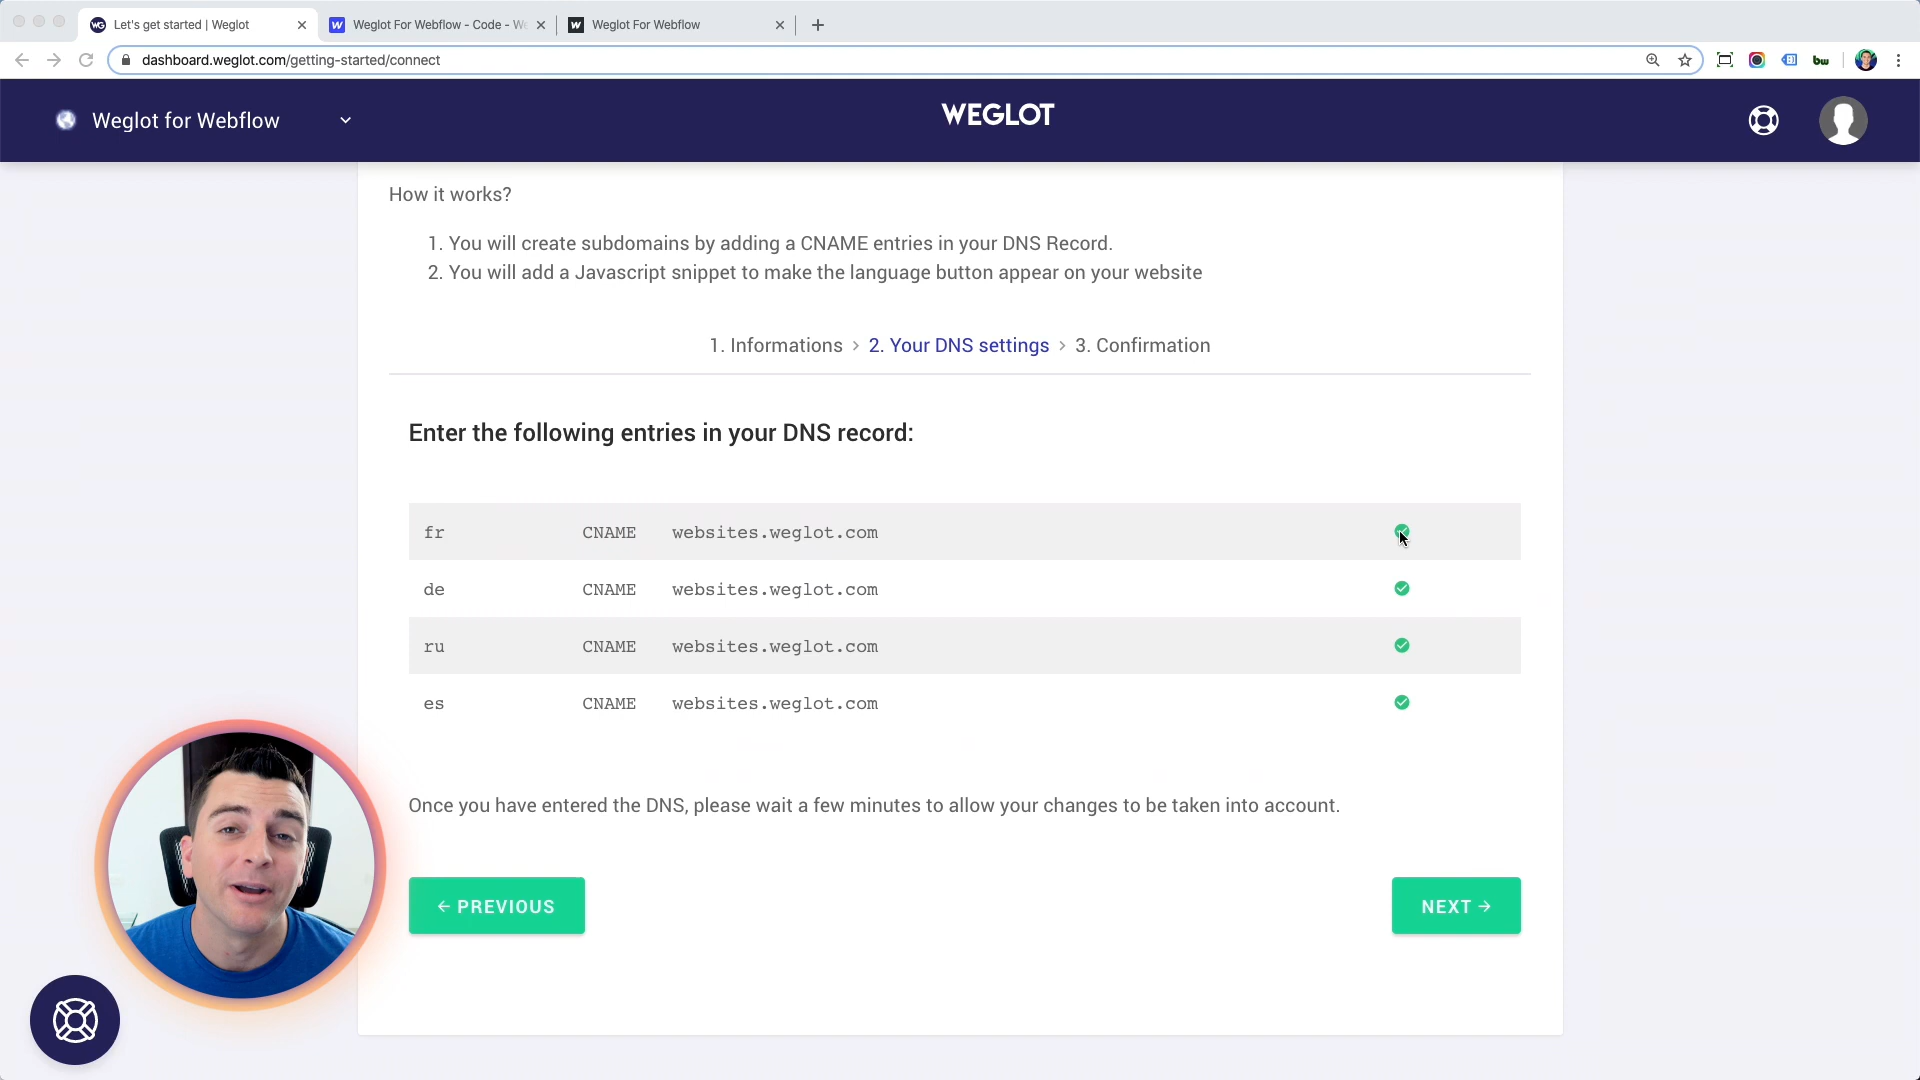 Let's get started | Weglot
Weglot For Webflow - Code - We
Weglot For Webflow
dashboard.weglot.com/getting-started/connect
bw
Weglot for Webflow
WEGLOT
How it works?
1. You will create subdomains by adding a CNAME entries in your DNS Record.
2. You will add a Javascript snippet to make the language button appear on your website
1. Informations > 2. Your DNS settings > 3. Confirmation
Enter the following entries in your DNS record:
fr CNAME websites.weglot.com
de CNAME websites.weglot.com
ru CNAME websites.weglot.com
es CNAME websites.weglot.com
Once you have entered the DNS, please wait a few minutes to allow your changes to be taken into account.
← PREVIOUS
NEXT →